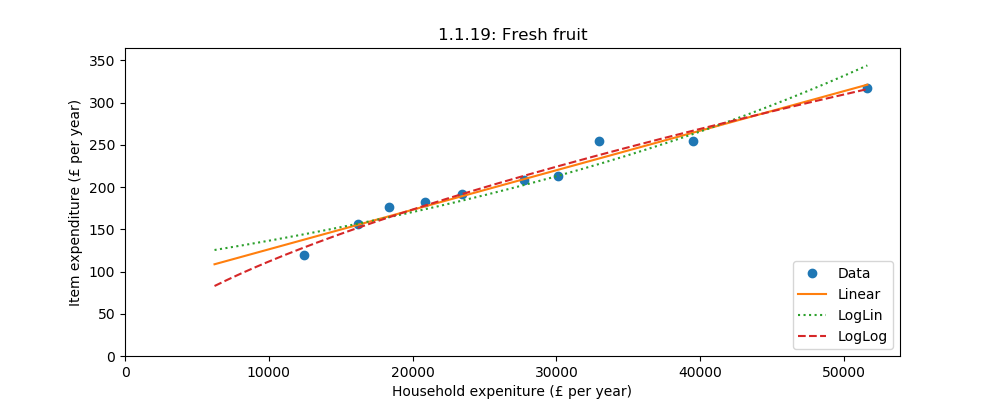 1.1.19: Fresh fruit
Item expenditure (£ per year)
350
300
250
200
150
100
50
0
0 10000 20000 30000 40000 50000
Household expeniture (£ per year)
Data
Linear
LogLin
LogLog